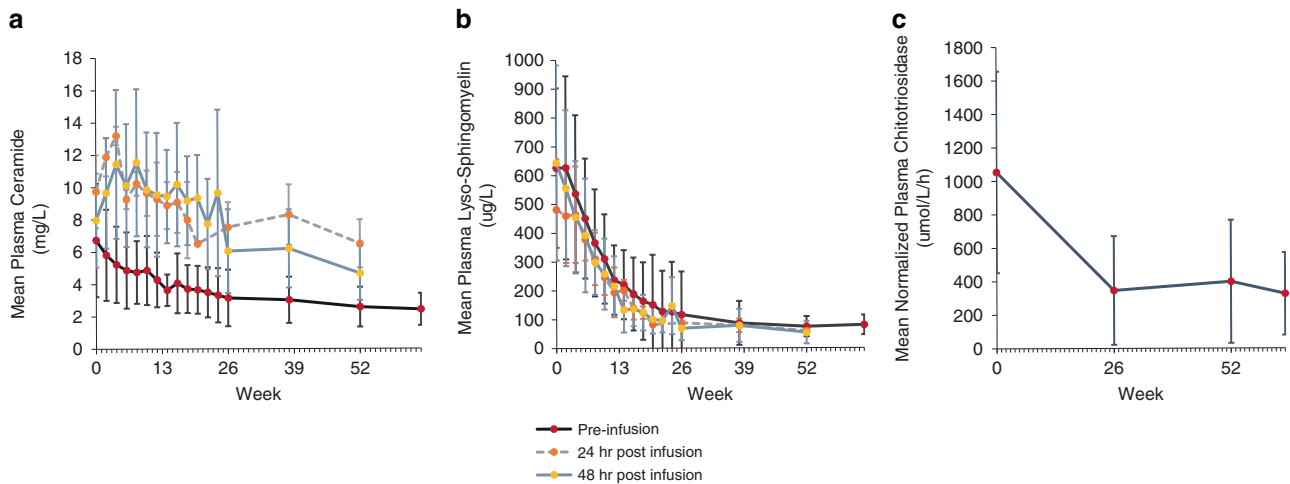 a
Mean Plasma Ceramide
(mg/L)
18
16
14
12
10
8
6
4
2
0
0 13 26 39 52
Week
b
Mean Plasma Lyso-Sphingomyelin
(ug/L)
1000
900
800
700
600
500
400
300
200
100
0
0 13 26 39 52
Week
c
Mean Normalized Plasma Chitotriosidase
(umol/L/h)
1800
1600
1400
1200
1000
800
600
400
200
0
0 26 52
Week
Pre-infusion
24 hr post infusion
48 hr post infusion